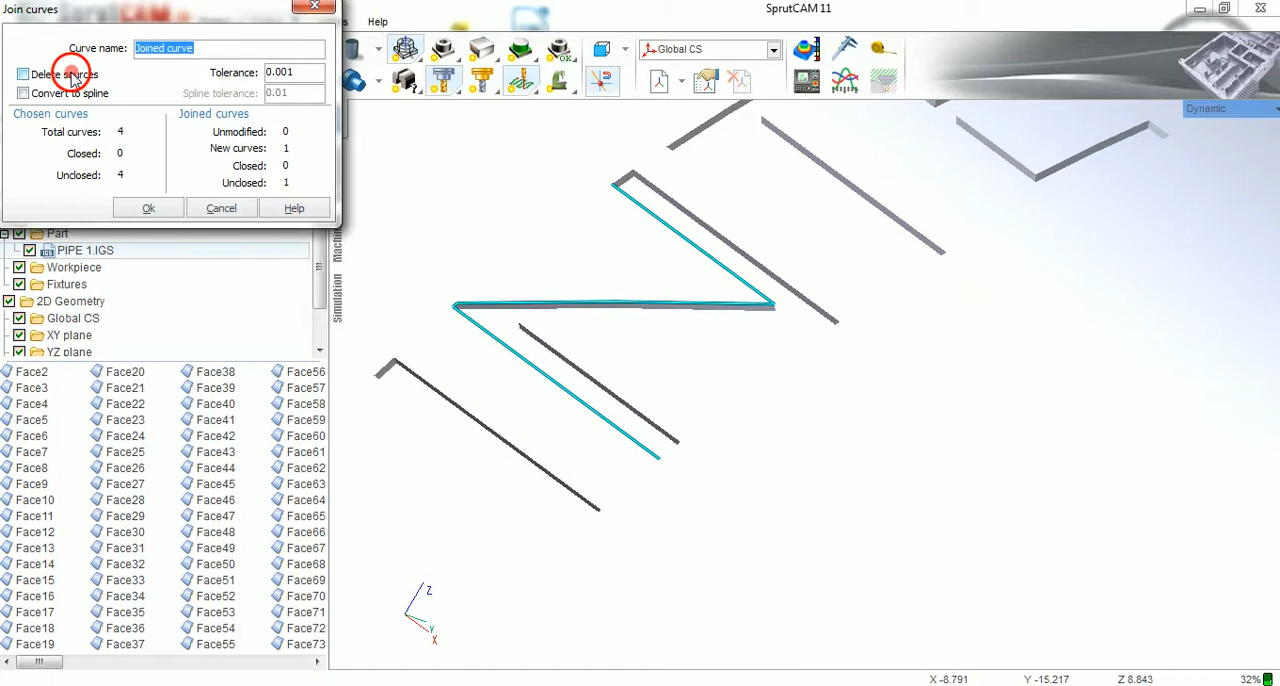 Join curves
SprutCAM 11
Help
Curve name: Joined curve
Delete sources
Tolerance: 0.001
Convert to spline
Spline tolerance: 0.01
Chosen curves
Joined curves
Total curves: 4
Unmodified: 0
Closed: 0
New curves: 1
Unclosed: 4
Closed: 0
Unclosed: 1
Ok
Cancel
Help
Global CS
OK
Dynamic
Part
PIPE 1.IGS
Workpiece
Fixtures
2D Geometry
Global CS
XY plane
YZ plane
Simulation
Face2 Face20 Face38 Face56
Face3 Face21 Face39 Face57
Face4 Face22 Face40 Face58
Face5 Face23 Face41 Face59
Face6 Face24 Face42 Face60
Face7 Face25 Face43 Face61
Face8 Face26 Face44 Face62
Face9 Face27 Face45 Face63
Face10 Face28 Face46 Face64
Face11 Face29 Face47 Face65
Face12 Face30 Face48 Face66
Face13 Face31 Face49 Face67
Face14 Face32 Face50 Face68
Face15 Face33 Face51 Face69
Face16 Face34 Face52 Face70
Face17 Face35 Face53 Face71
Face18 Face36 Face54 Face72
Face19 Face37 Face55 Face73
Z
Y
X
X -8.791 Y -15.217 Z 8.843 32%